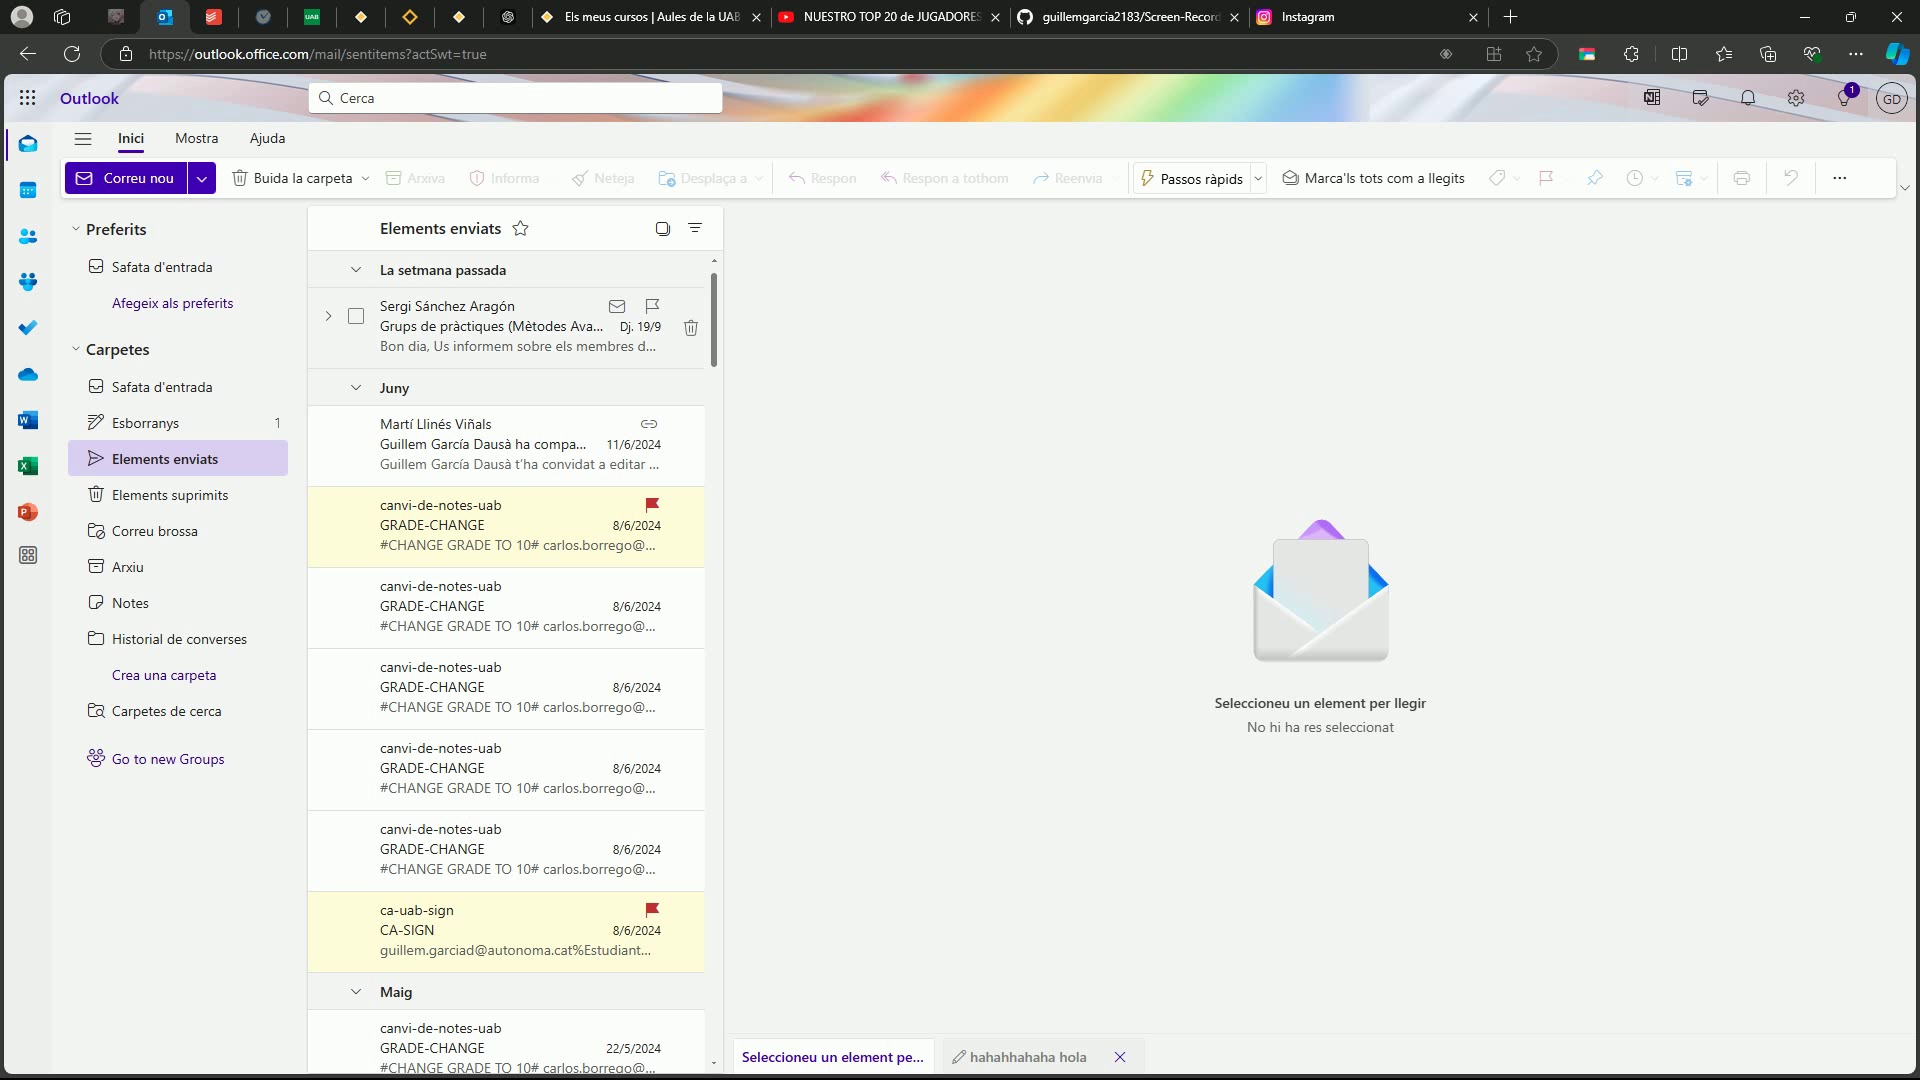 Els meus cursos | Aules de la UAB
NUESTRO TOP 20 de JUGADORES
guillemgarcia2183/Screen-Record
Instagram
https://outlook.office.com/mail/sentitems?actSwt=true
Outlook
Cerca
1
GD
Inici
Mostra
Ajuda
Correu nou
Buida la carpeta
Arxiva
Informa
Neteja
Desplaça a
Respon
Respon a tothom
Reenvia
Passos ràpids
Marca'ls tots com a llegits
Preferits
Safata d'entrada
Afegeix als preferits
Carpetes
Safata d'entrada
Esborranys 1
Elements enviats
Elements suprimits
Correu brossa
Arxiu
Notes
Historial de converses
Crea una carpeta
Carpetes de cerca
Go to new Groups
Elements enviats
La setmana passada
Sergi Sánchez Aragón
Grups de pràctiques (Mètodes Ava... Dj. 19/9
Bon dia, Us informem sobre els membres d...
Juny
Martí Llinés Viñals
Guillem García Dausà ha compa... 11/6/2024
Guillem García Dausà t'ha convidat a editar ...
canvi-de-notes-uab
GRADE-CHANGE 8/6/2024
#CHANGE GRADE TO 10# carlos.borrego@...
canvi-de-notes-uab
GRADE-CHANGE 8/6/2024
#CHANGE GRADE TO 10# carlos.borrego@...
canvi-de-notes-uab
GRADE-CHANGE 8/6/2024
#CHANGE GRADE TO 10# carlos.borrego@...
canvi-de-notes-uab
GRADE-CHANGE 8/6/2024
#CHANGE GRADE TO 10# carlos.borrego@...
canvi-de-notes-uab
GRADE-CHANGE 8/6/2024
#CHANGE GRADE TO 10# carlos.borrego@...
ca-uab-sign
CA-SIGN 8/6/2024
guillem.garciad@autonoma.cat%Estudiant...
Maig
canvi-de-notes-uab
GRADE-CHANGE 22/5/2024
#CHANGE GRADE TO 10# carlos.borrego@...
Seleccioneu un element per llegir
No hi ha res seleccionat
Seleccioneu un element pe...
hahahhahaha hola